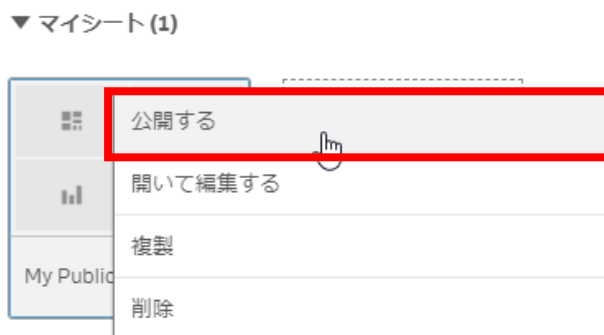 ▼ マイシート (1)
公開する
開いて編集する
複製
My Public
削除